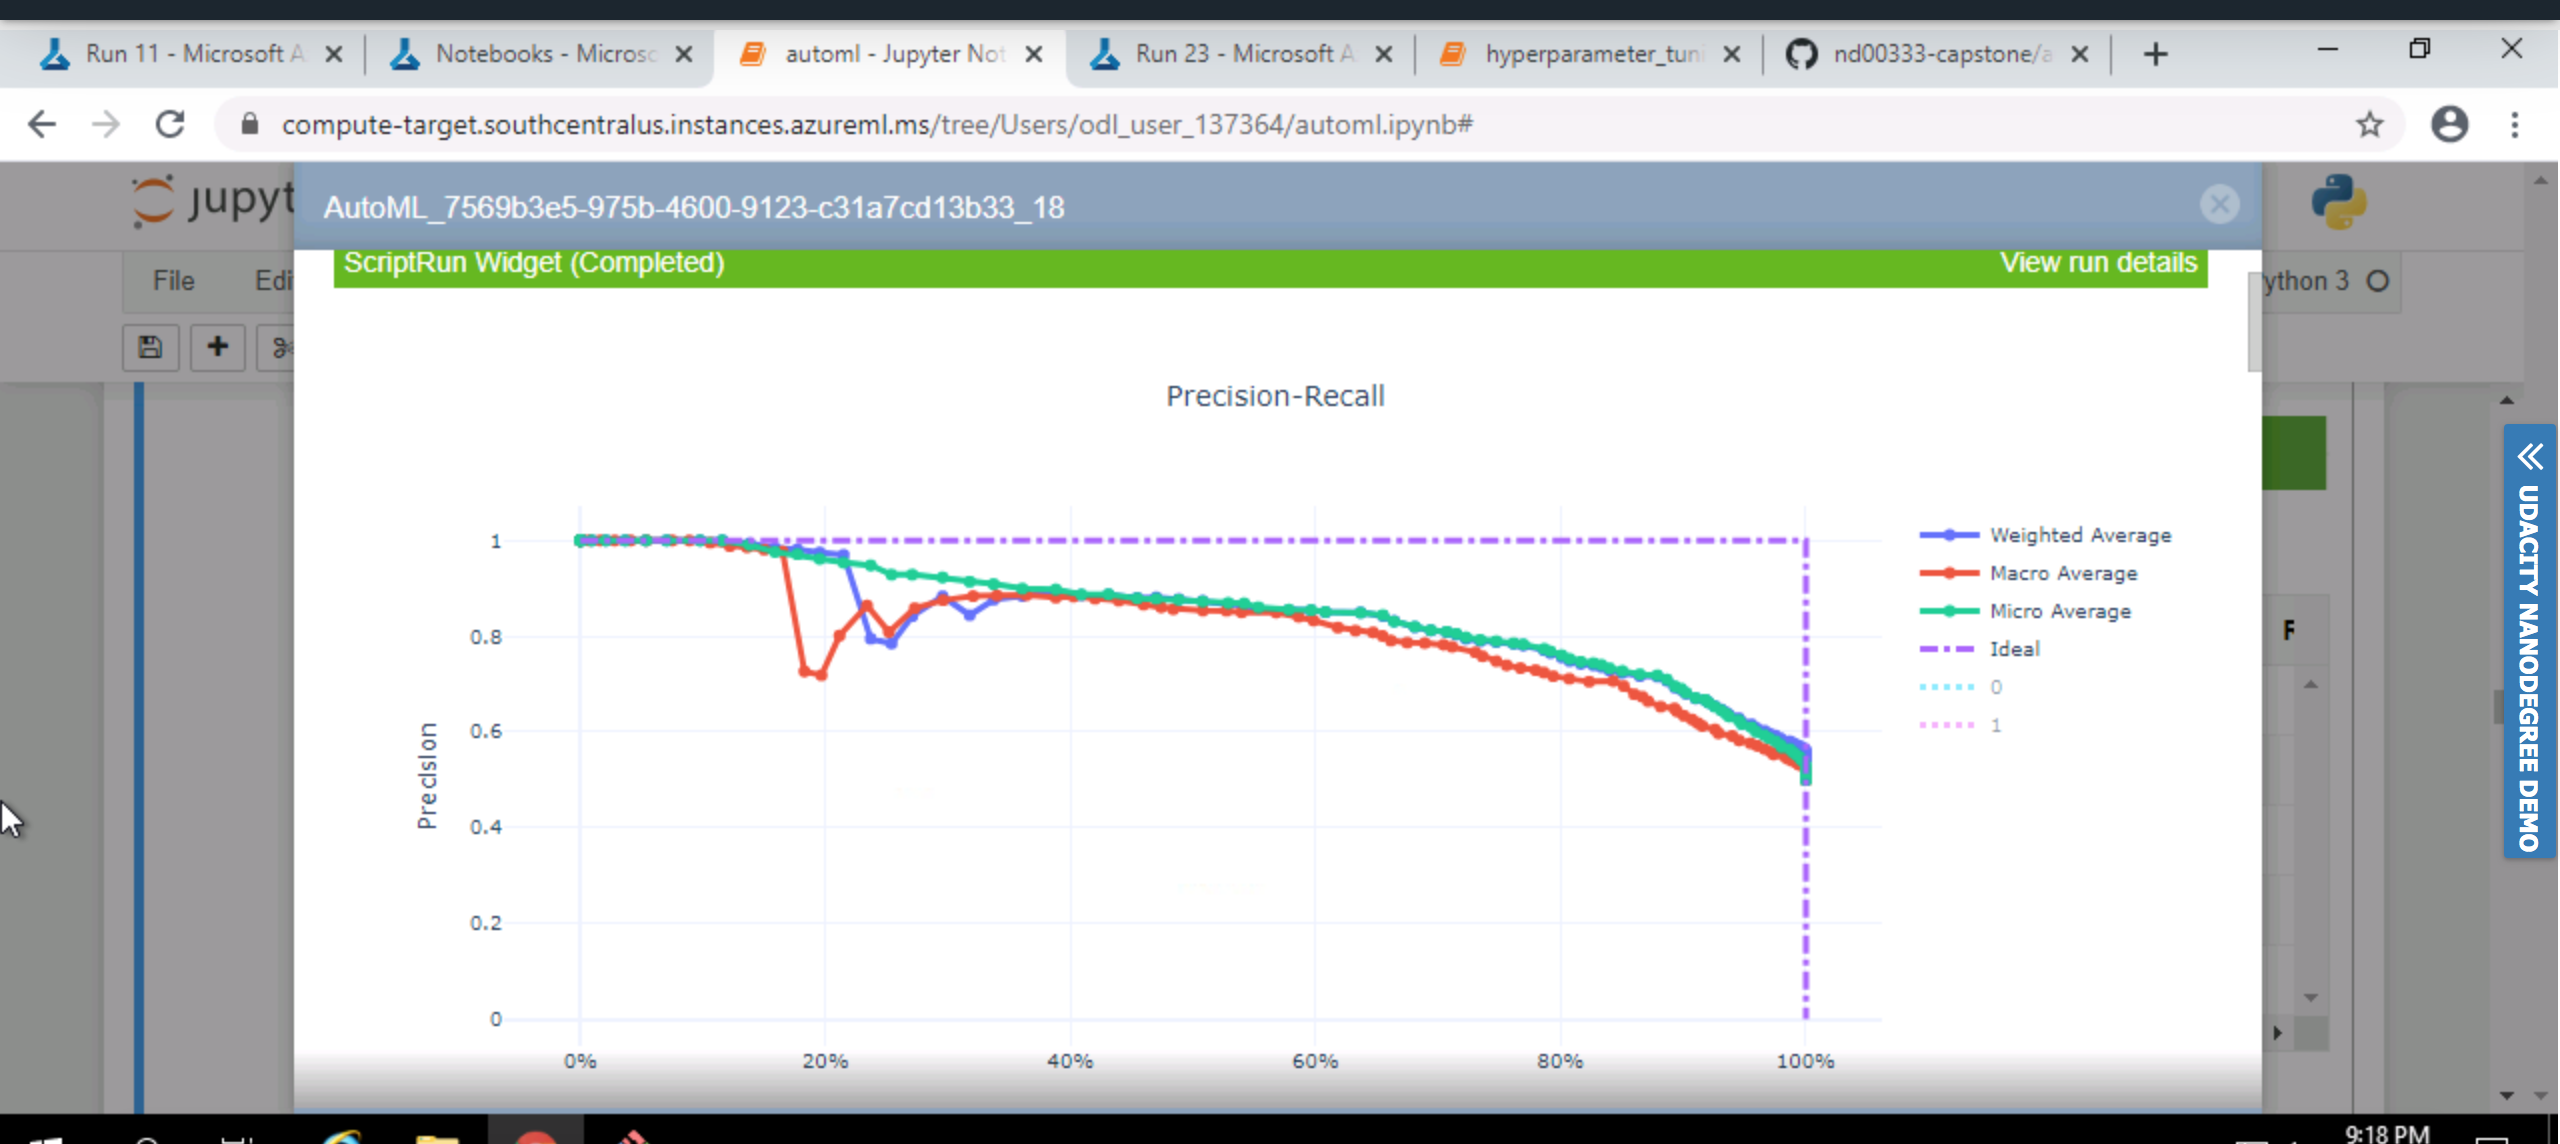 Run 11 - Microsoft A
Notebooks - Microsc
automl - Jupyter Not
Run 23 - Microsoft A
hyperparameter_tuni
nd00333-capstone/a
compute-target.southcentralus.instances.azureml.ms/tree/Users/odl_user_137364/automl.ipynb#
jupyt
AutoML_7569b3e5-975b-4600-9123-c31a7cd13b33_18
ScriptRun Widget (Completed)
View run details
File
Edi
ython 3
Precision-Recall
1
0.8
0.6
0.4
0.2
0
Precision
0%
20%
40%
60%
80%
100%
Weighted Average
Macro Average
Micro Average
Ideal
0
1
F
UDACITY NANODEGREE DEMO
9:18 PM